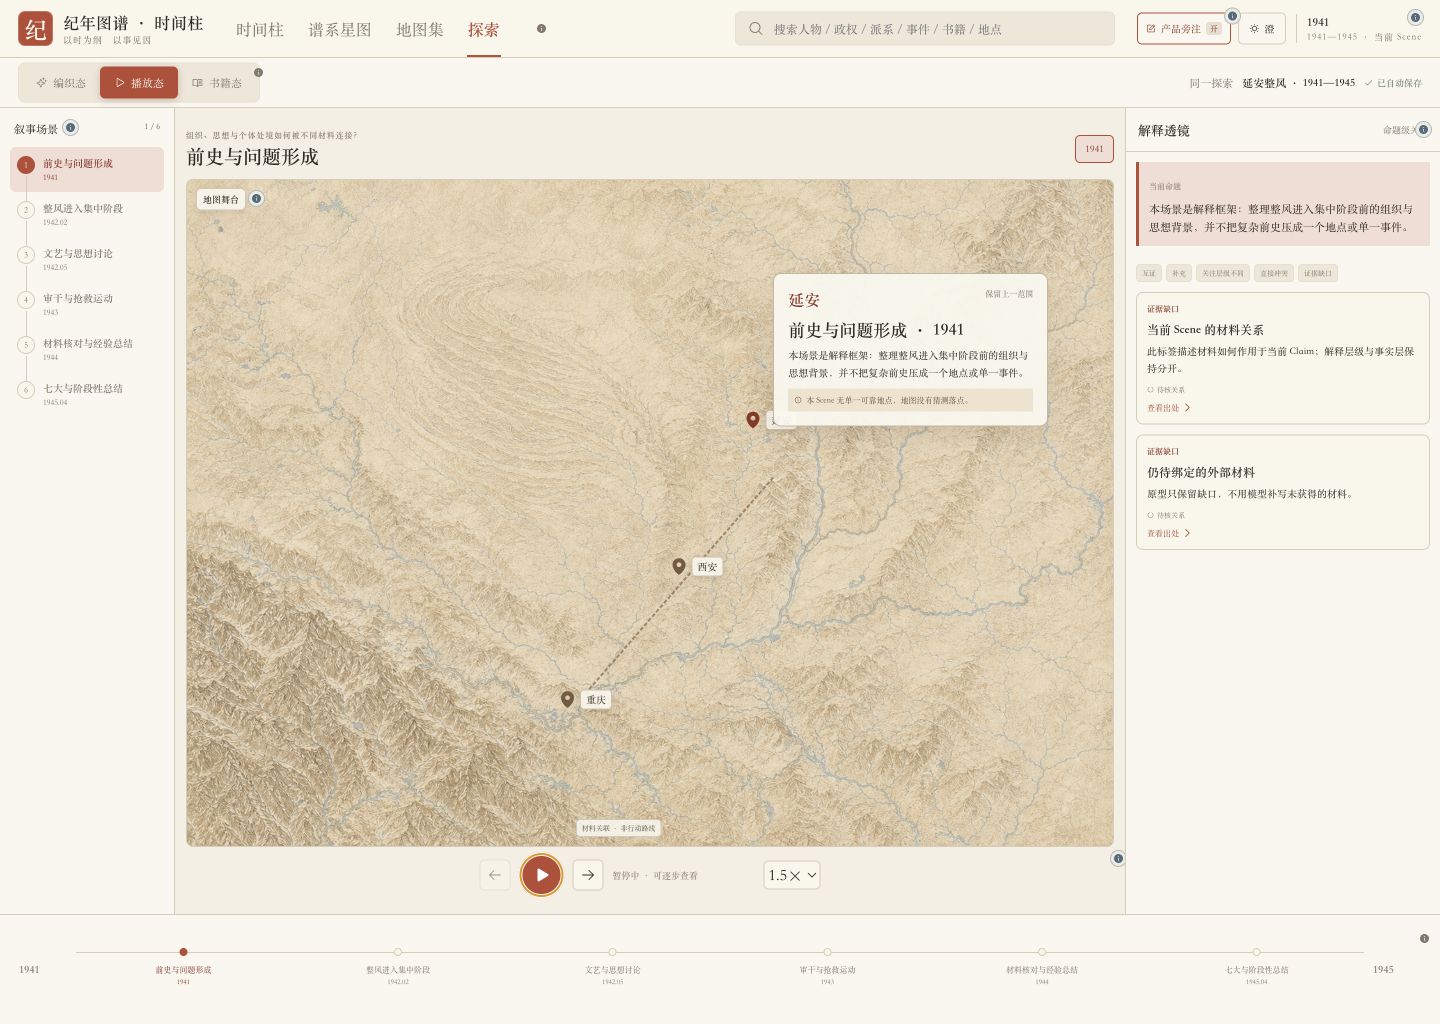 纪
纪年图谱 · 时间柱
以时为纲 以事见因
时间柱
谱系星图
地图集
探索
搜索人物 / 政权 / 派系 / 事件 / 书籍 / 地点
产品旁注 开
澄
1941
1941—1945 · 当前 Scene
编织态
播放态
书籍态
同一探索 延安整风 · 1941—1945 已自动保存
叙事场景
1 / 6
1 前史与问题形成
1941
2 整风进入集中阶段
1942.02
3 文艺与思想讨论
1942.05
4 审干与抢救运动
1943
5 材料核对与经验总结
1944
6 七大与阶段性总结
1945.04
组织、思想与个体处境如何被不同材料连接?
前史与问题形成
1941
地图舞台
延安
保留上一范围
前史与问题形成 · 1941
本场景是解释框架：整理整风进入集中阶段前的组织与
思想背景，并不把复杂前史压成一个地点或单一事件。
本 Scene 无单一可靠地点，地图没有猜测落点。
西安
重庆
材料关联 · 非行动路线
暂停中 · 可逐步查看
1.5×
解释透镜
命题级
当前命题
本场景是解释框架：整理整风进入集中阶段前的组织与
思想背景，并不把复杂前史压成一个地点或单一事件。
互证
补充
关注层级不同
直接冲突
证据缺口
证据缺口
当前 Scene 的材料关系
此标签描述材料如何作用于当前 Claim；解释层级与事实层保
持分开。
待核关系
查看出处
证据缺口
仍待绑定的外部材料
原型只保留缺口，不用模型补写未获得的材料。
待核关系
查看出处
1941
前史与问题形成
1941
整风进入集中阶段
1942.02
文艺与思想讨论
1942.05
审干与抢救运动
1943
材料核对与经验总结
1944
七大与阶段性总结
1945.04
1945